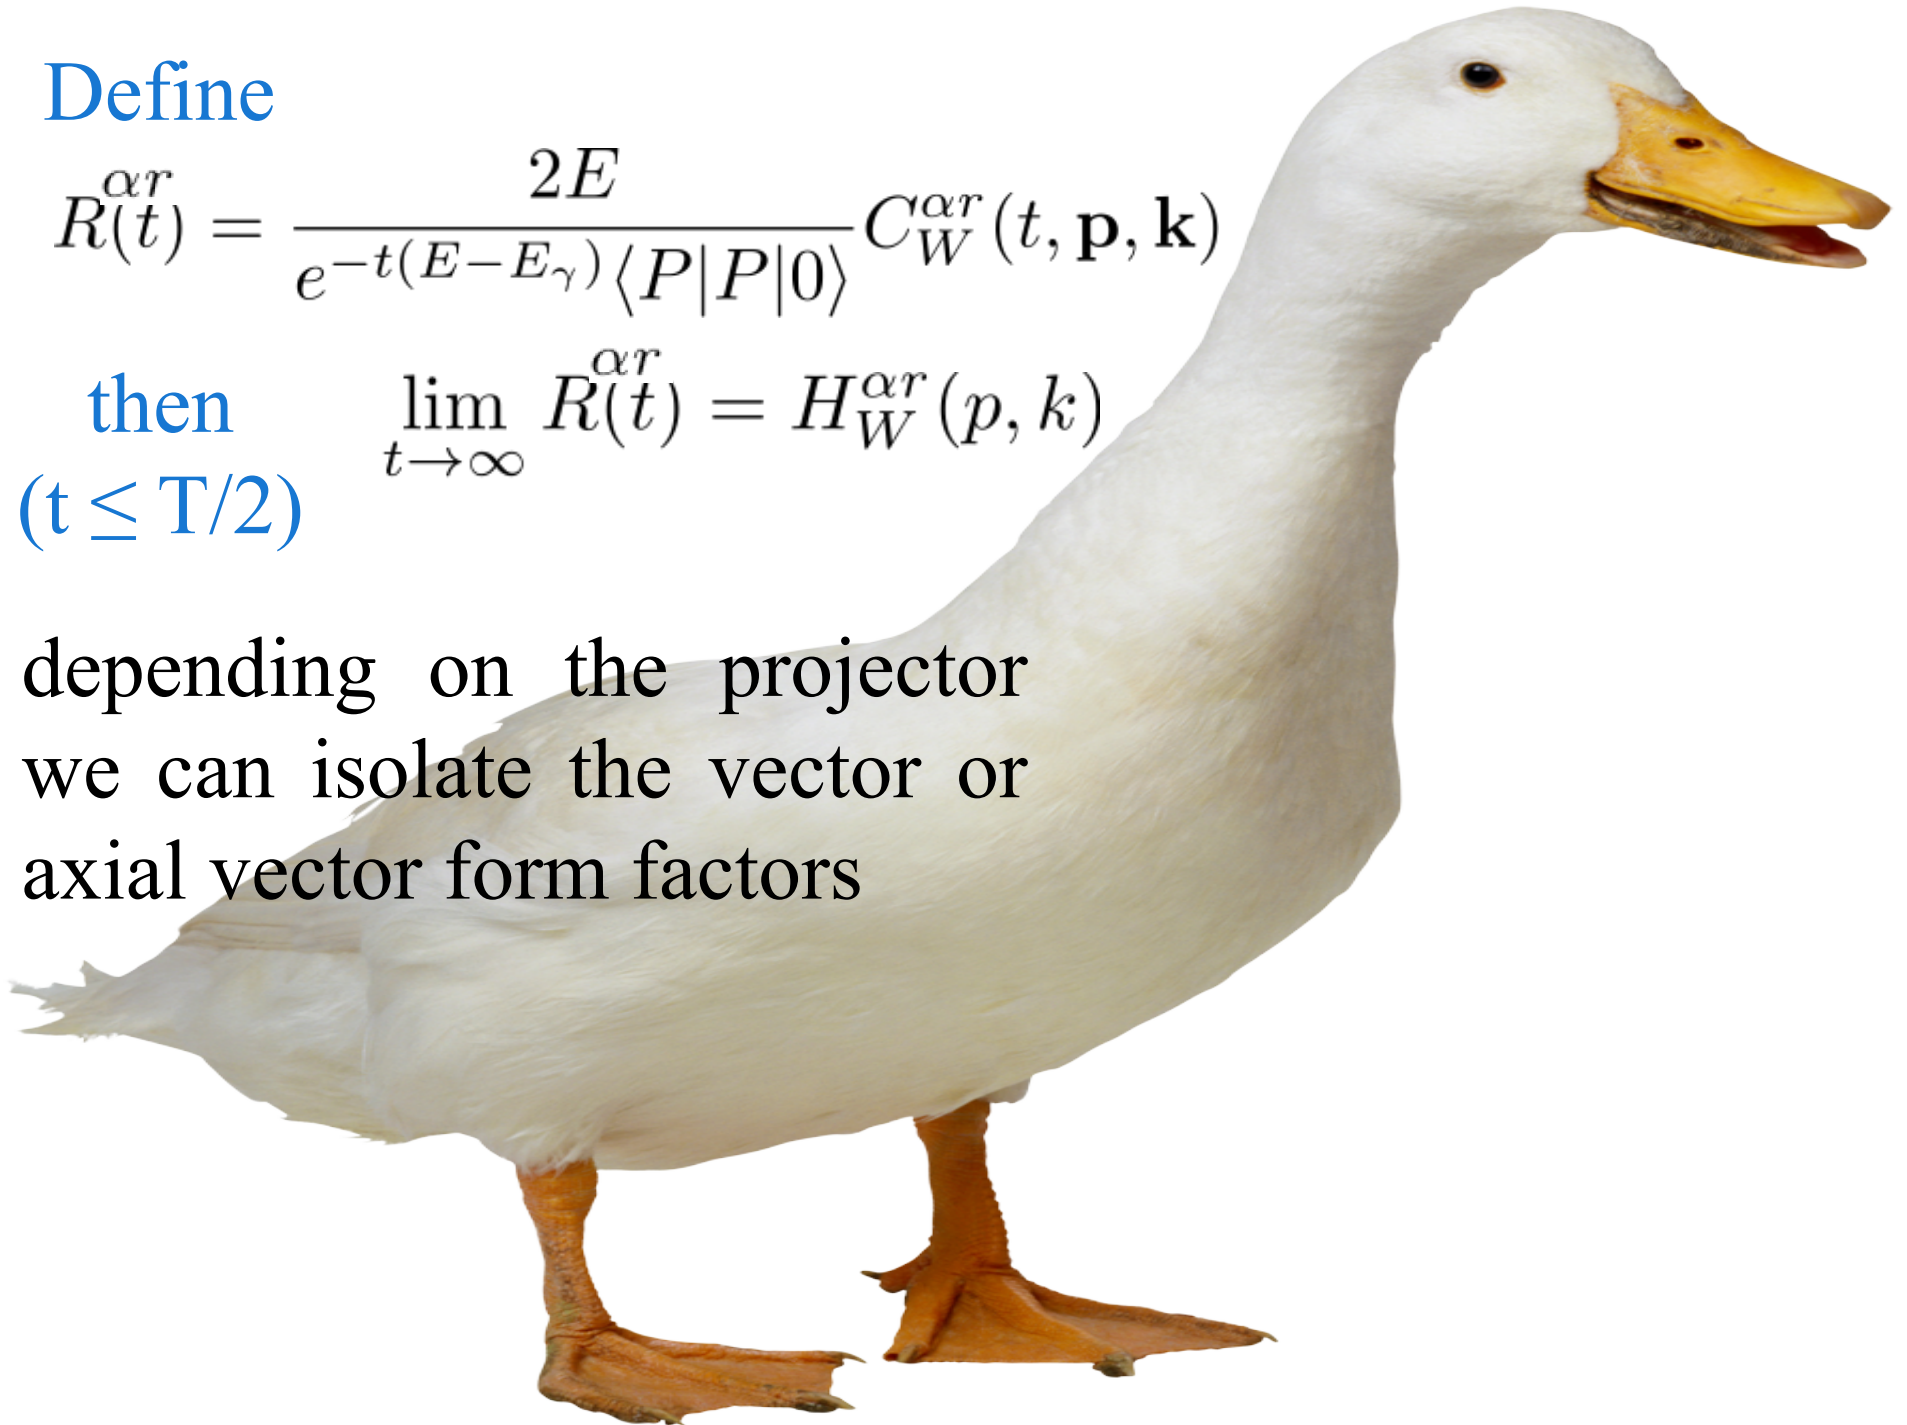 Define
R^{αr}(t) = \frac{2E}{e^{-t(E-E_γ)}⟨P|P|0⟩} C_W^{αr}(t, **p**, **k**)
then \lim_{t→∞} R^{αr}(t) = H_W^{αr}(p, k)
(t ≤ T/2)
depending on the projector
we can isolate the vector or
axial vector form factors